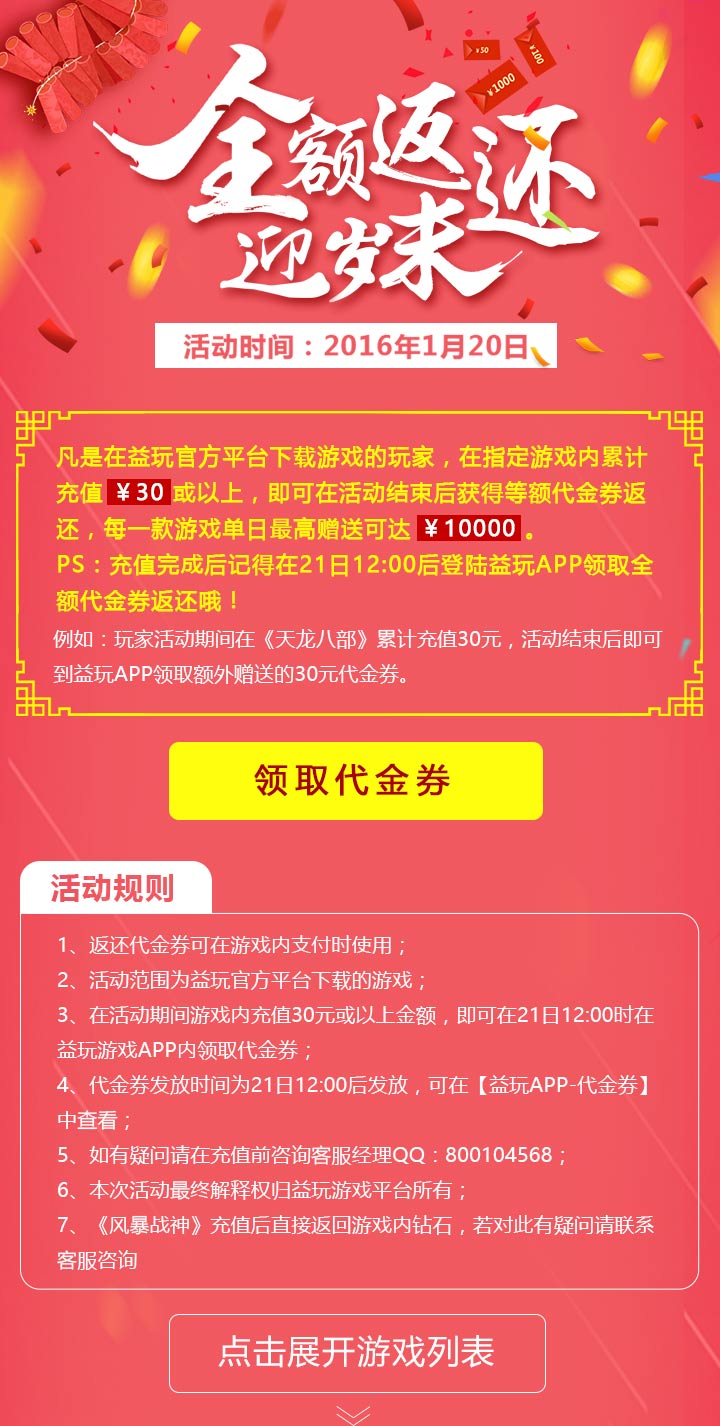 ¥50
¥100
¥1000
全额返还
迎岁末
活动时间：2016年1月20日
凡是在益玩官方平台下载游戏的玩家，在指定游戏内累计
充值 ¥30 或以上，即可在活动结束后获得等额代金券返
还，每一款游戏单日最高赠送可达 ¥10000 。
PS：充值完成后记得在21日12:00后登陆益玩APP领取全
额代金券返还哦！
例如：玩家活动期间在《天龙八部》累计充值30元，活动结束后即可
到益玩APP领取额外赠送的30元代金券。
领取代金券
活动规则
1、返还代金券可在游戏内支付时使用；
2、活动范围为益玩官方平台下载的游戏；
3、在活动期间游戏内充值30元或以上金额，即可在21日12:00时在
益玩游戏APP内领取代金券；
4、代金券发放时间为21日12:00后发放，可在【益玩APP-代金券】
中查看；
5、如有疑问请在充值前咨询客服经理QQ：800104568；
6、本次活动最终解释权归益玩游戏平台所有；
7、《风暴战神》充值后直接返回游戏内钻石，若对此有疑问请联系
客服咨询
点击展开游戏列表